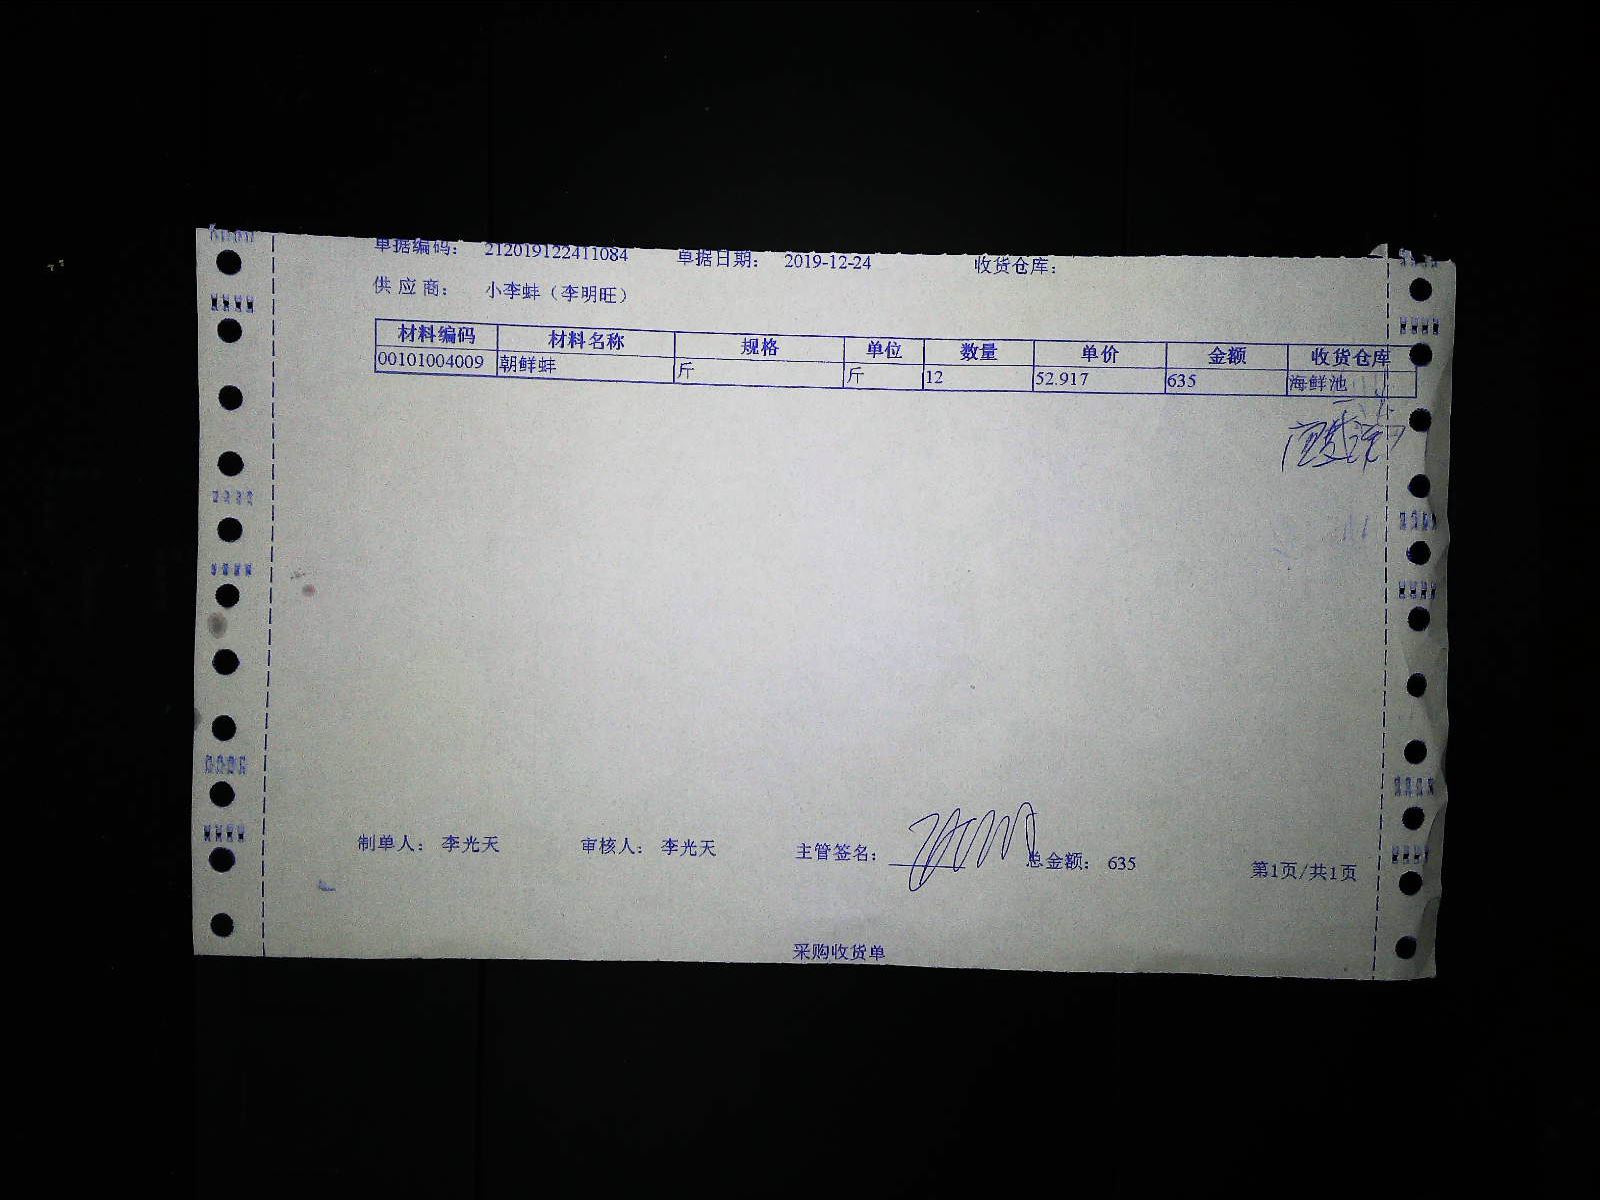 单据编码： 212019122411084 单据日期： 2019-12-24 收货仓库：
供应商： 小李蚌（李明旺）
材料编码 材料名称 规格 单位 数量 单价 金额 收货仓库
00101004009 朝鲜蚌 斤 斤 12 52.917 635 海鲜池
制单人： 李光天 审核人： 李光天 主管签名： 总金额： 635 第1页/共1页
采购收货单